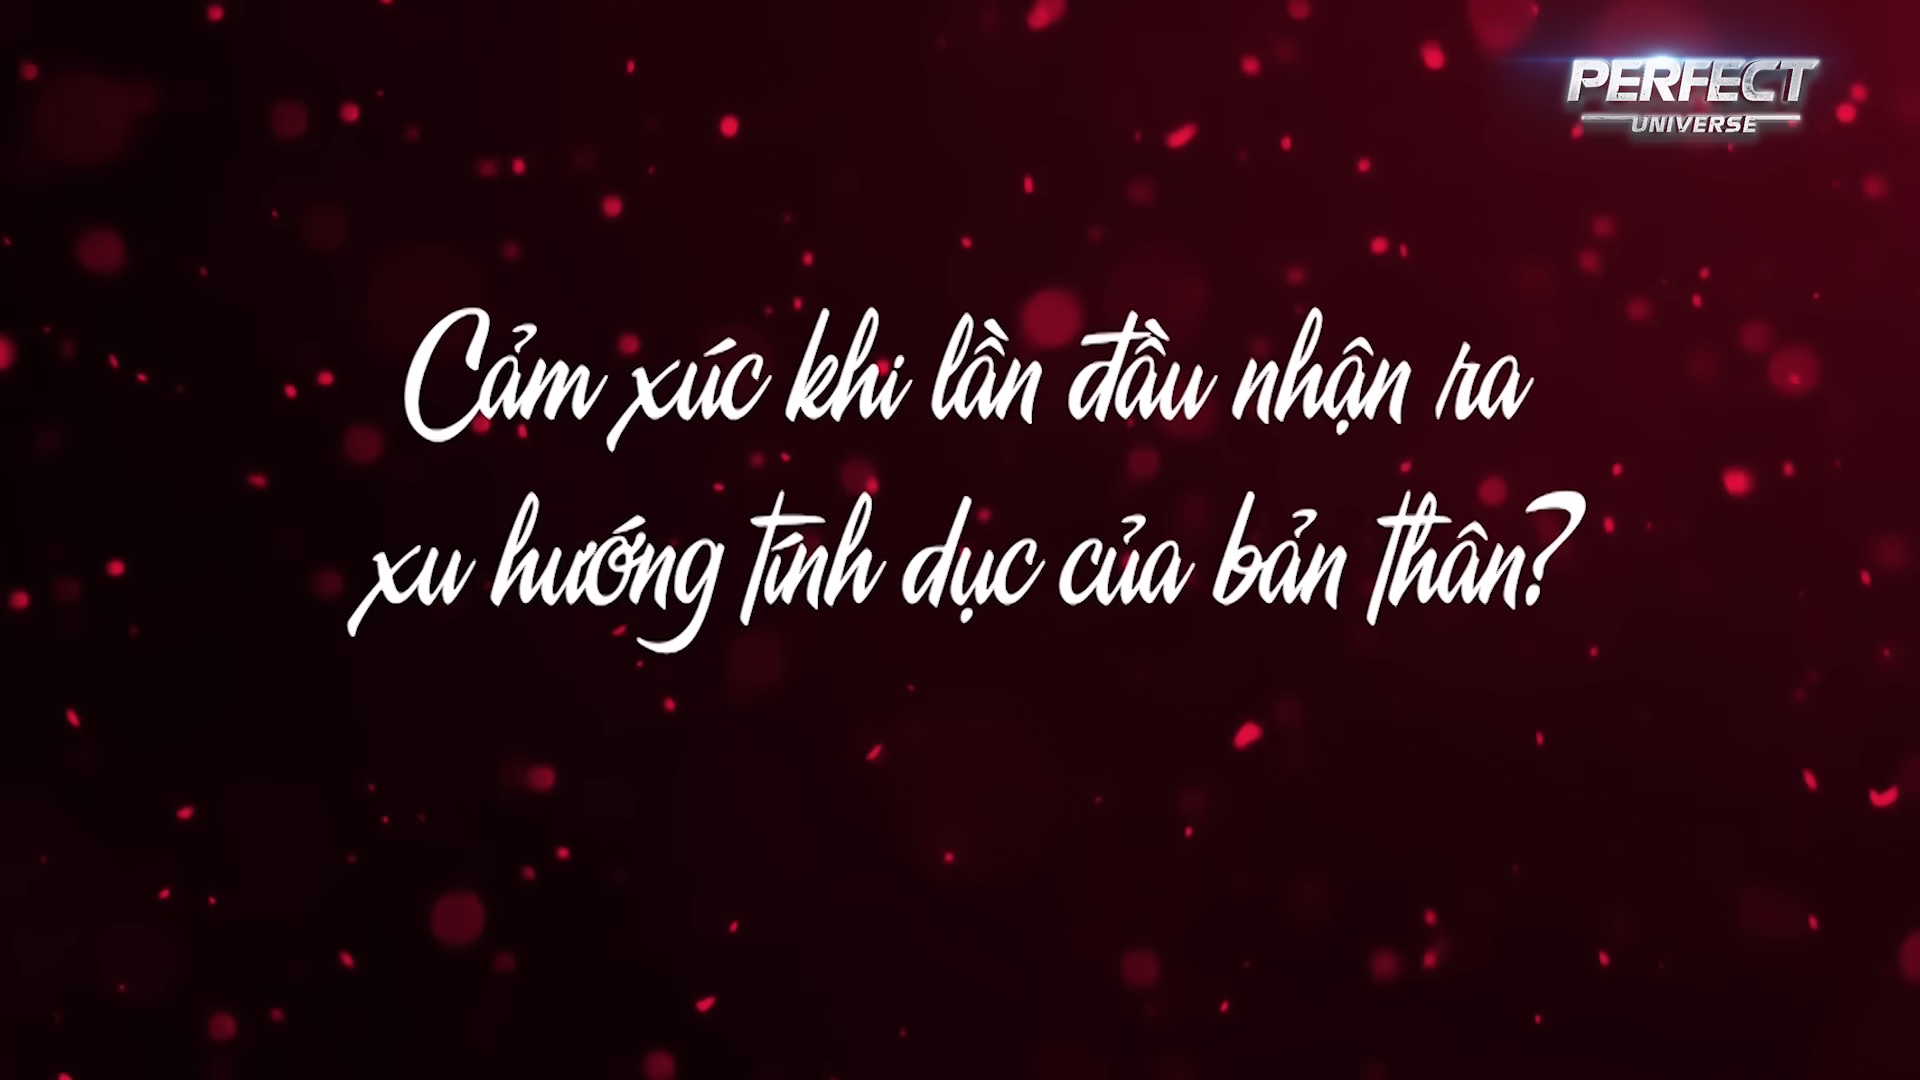 PERFECT
UNIVERSE
Cảm xúc khi lần đầu nhận ra
xu hướng tính dục của bản thân?